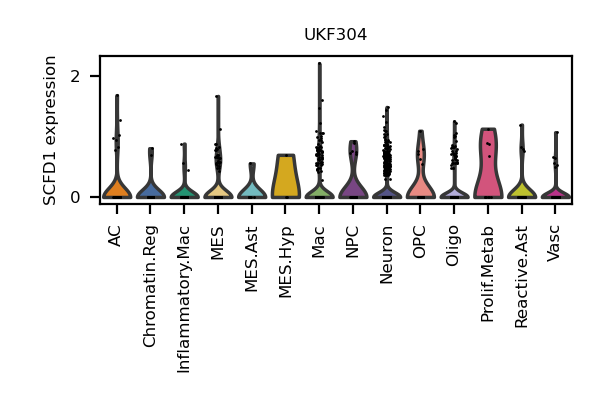 UKF304
SCFD1 expression
2
0
AC
Chromatin.Reg
Inflammatory.Mac
MES
MES.Ast
MES.Hyp
Mac
NPC
Neuron
OPC
Oligo
Prolif.Metab
Reactive.Ast
Vasc